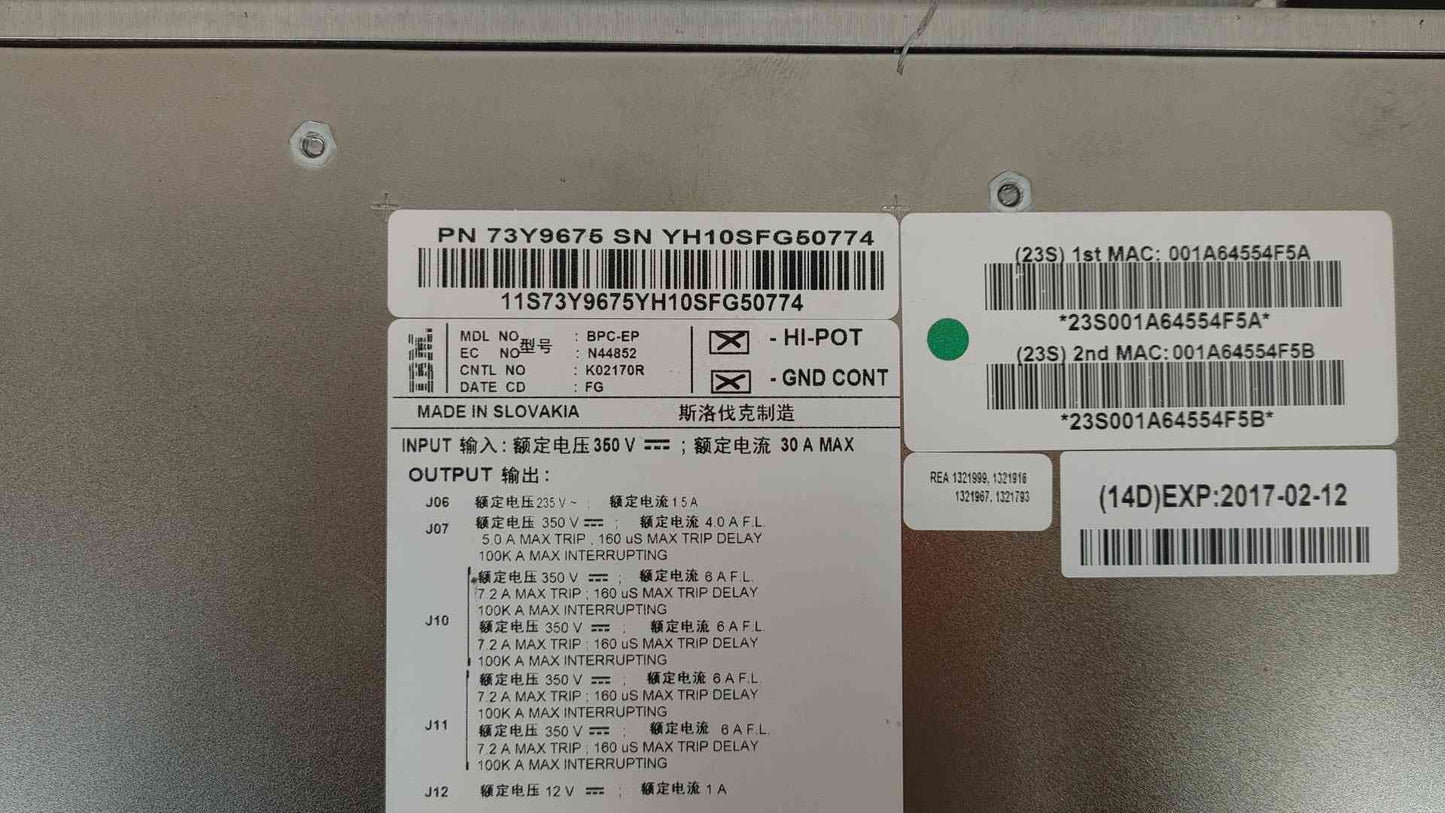 PN 73Y9675 SN YH10SFG50774
11S73Y9675YH10SFG50774
IBM
MDL NO 型号 : BPC-EP
EC NO : N44852
CNTL NO : K02170R
DATE CD : FG
- HI-POT
- GND CONT
MADE IN SLOVAKIA 斯洛伐克制造
INPUT 输入 : 额定电压 350 V ⎓ ; 额定电流 30 A MAX
OUTPUT 输出 :
J06 额定电压 235 V ~ ; 额定电流 15 A
J07 额定电压 350 V ⎓ ; 额定电流 4.0 A F.L.
5.0 A MAX TRIP ; 160 uS MAX TRIP DELAY
100K A MAX INTERRUPTING
J10 额定电压 350 V ⎓ ; 额定电流 6 A F.L.
7.2 A MAX TRIP ; 160 uS MAX TRIP DELAY
100K A MAX INTERRUPTING
额定电压 350 V ⎓ ; 额定电流 6 A F.L.
7.2 A MAX TRIP ; 160 uS MAX TRIP DELAY
100K A MAX INTERRUPTING
J11 额定电压 350 V ⎓ ; 额定电流 6 A F.L.
7.2 A MAX TRIP ; 160 uS MAX TRIP DELAY
100K A MAX INTERRUPTING
额定电压 350 V ⎓ ; 额定电流 6 A F.L.
7.2 A MAX TRIP ; 160 uS MAX TRIP DELAY
100K A MAX INTERRUPTING
J12 额定电压 12 V ⎓ ; 额定电流 1 A
(23S) 1st MAC: 001A64554F5A
*23S001A64554F5A*
(23S) 2nd MAC: 001A64554F5B
*23S001A64554F5B*
REA 1321999, 1321916
1321967, 1321793
(14D)EXP:2017-02-12